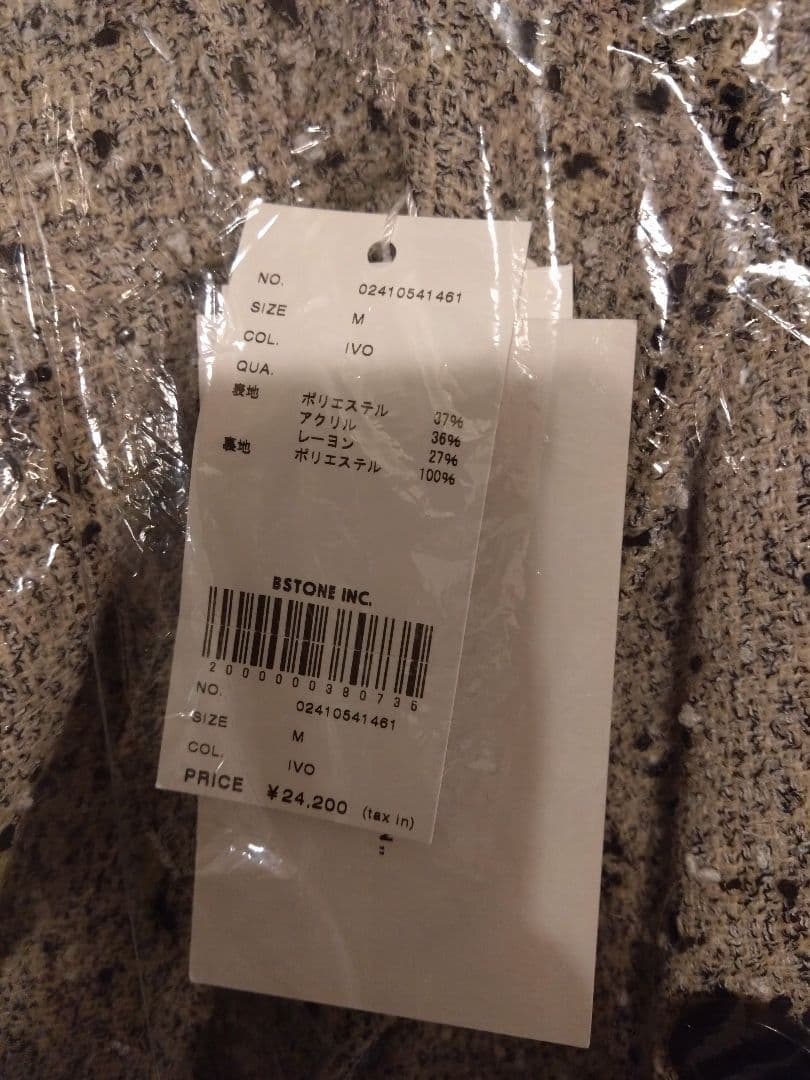 NO. 02410541461
SIZE M
COL. IVO
QUA.
表地 ポリエステル 37%
アクリル 36%
レーヨン 27%
裏地 ポリエステル 100%
BSTONE INC.
2000000380736
NO. 02410541461
SIZE M
COL. IVO
PRICE ¥24,200 (tax in)